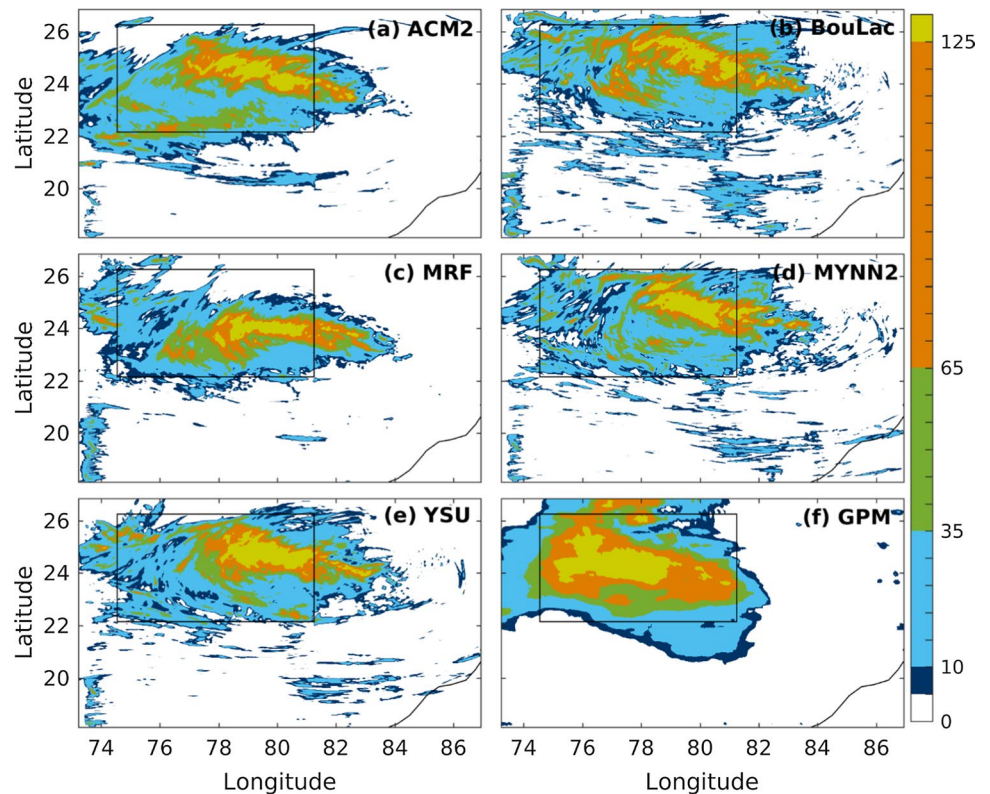 26
24
22
20
Latitude
(a) ACM2
(b) BouLac
26
24
22
20
Latitude
(c) MRF
(d) MYNN2
26
24
22
20
Latitude
(e) YSU
(f) GPM
74 76 78 80 82 84 86
74 76 78 80 82 84 86
Longitude
Longitude
125
65
35
10
0